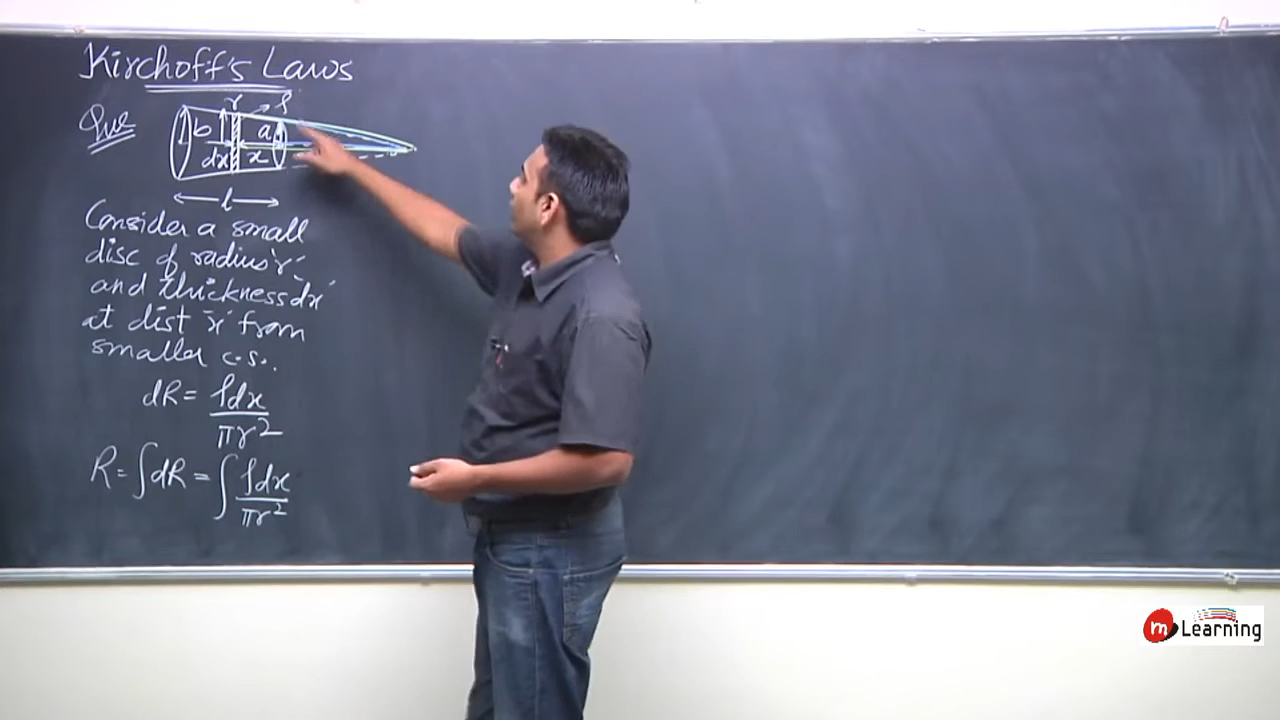 Kirchoff's Laws
Que
r ρ
b a
dx x
l
Consider a small
disc of radius 'r'
and thickness 'dx'
at dist 'x' from
smaller c.s.
dR = ρdx
πr²
R = ∫dR = ∫ ρdx
πr²
m Learning